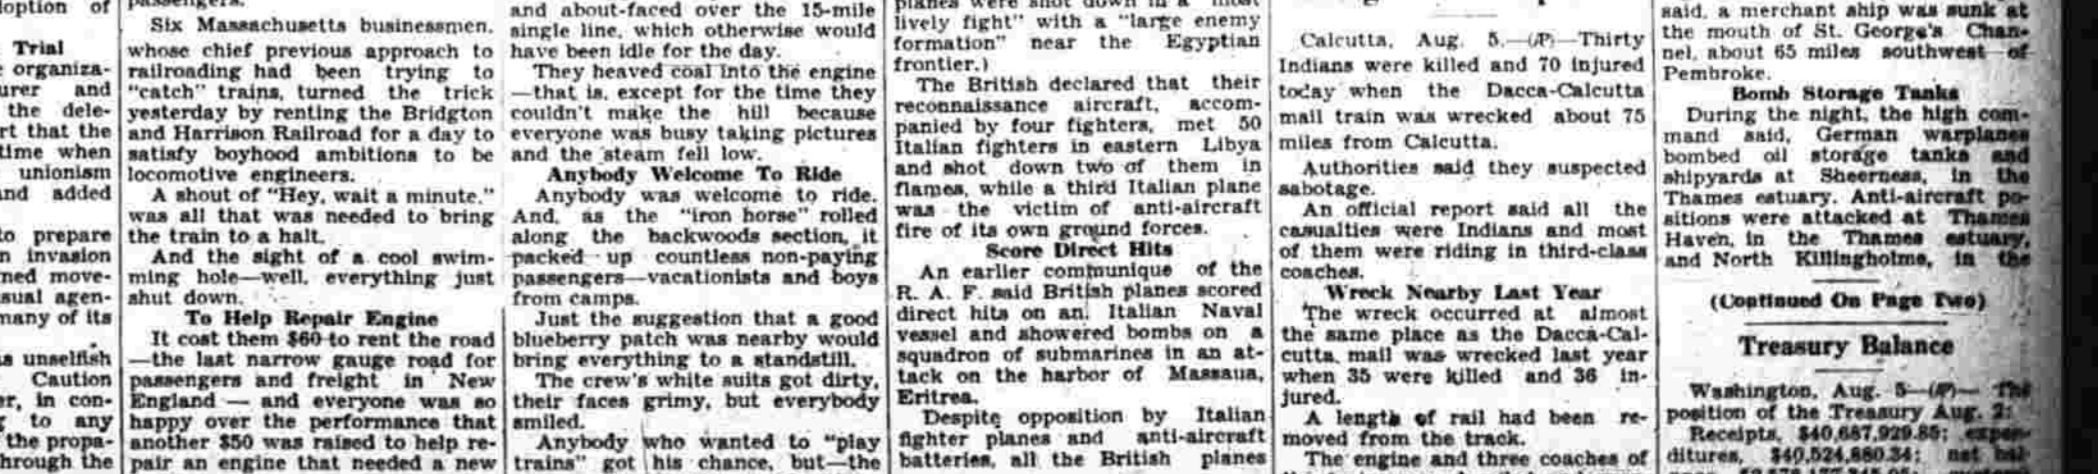 loption of
Trial
organiza-
urer and
the dele-
rt that the
time when
unionism
and added
to prepare
n invasion
ned move-
sual agen-
many of its
s unselfish
Caution
er, in con-
to any
the propa-
hrough the
passengers.
Six Massachusetts businessmen.
whose chief previous approach to
railroading had been trying to
"catch" trains, turned the trick
yesterday by renting the Bridgton
and Harrison Railroad for a day to
satisfy boyhood ambitions to be
locomotive engineers.
A shout of "Hey, wait a minute."
was all that was needed to bring
the train to a halt.
And the sight of a cool swim-
ming hole—well, everything just
shut down.
To Help Repair Engine
It cost them $60 to rent the road
—the last narrow gauge road for
passengers and freight in New
England — and everyone was so
happy over the performance that
another $50 was raised to help re-
pair an engine that needed a new
and about-faced over the 15-mile
single line, which otherwise would
have been idle for the day.
They heaved coal into the engine
—that is, except for the time they
couldn't make the hill because
everyone was busy taking pictures
and the steam fell low.
Anybody Welcome To Ride
Anybody was welcome to ride.
And, as the "iron horse" rolled
along the backwoods section, it
packed up countless non-paying
passengers—vacationists and boys
from camps.
Just the suggestion that a good
blueberry patch was nearby would
bring everything to a standstill.
The crew's white suits got dirty,
their faces grimy, but everybody
smiled.
Anybody who wanted to "play
trains" got his chance, but—the
planes were shot down in a "most
lively fight" with a "large enemy
formation" near the Egyptian
frontier.)
The British declared that their
reconnaissance aircraft, accom-
panied by four fighters, met 50
Italian fighters in eastern Libya
and shot down two of them in
flames, while a third Italian plane
was the victim of anti-aircraft
fire of its own ground forces.
Score Direct Hits
An earlier communique of the
R. A. F. said British planes scored
direct hits on an Italian Naval
vessel and showered bombs on a
squadron of submarines in an at-
tack on the harbor of Massaua,
Eritrea.
Despite opposition by Italian
fighter planes and anti-aircraft
batteries, all the British planes
Calcutta, Aug. 5.—(AP)—Thirty
Indians were killed and 70 injured
today when the Dacca-Calcutta
mail train was wrecked about 75
miles from Calcutta.
Authorities said they suspected
sabotage.
An official report said all the
casualties were Indians and most
of them were riding in third-class
coaches.
Wreck Nearby Last Year
The wreck occurred at almost
the same place as the Dacca-Cal-
cutta mail was wrecked last year
when 35 were killed and 36 in-
jured.
A length of rail had been re-
moved from the track.
The engine and three coaches of
said, a merchant ship was sunk at
the mouth of St. George's Chan-
nel, about 65 miles southwest of
Pembroke.
Bomb Storage Tanks
During the night, the high com-
mand said, German warplanes
bombed oil storage tanks and
shipyards at Sheerness, in the
Thames estuary. Anti-aircraft po-
sitions were attacked at Thames
Haven, in the Thames estuary,
and North Killingholme, in the
(Continued On Page Two)
Treasury Balance
Washington, Aug. 5—(AP)— The
position of the Treasury Aug. 2:
Receipts, $40,687,929.85; expen-
ditures, $40,524,880.34; net bal-